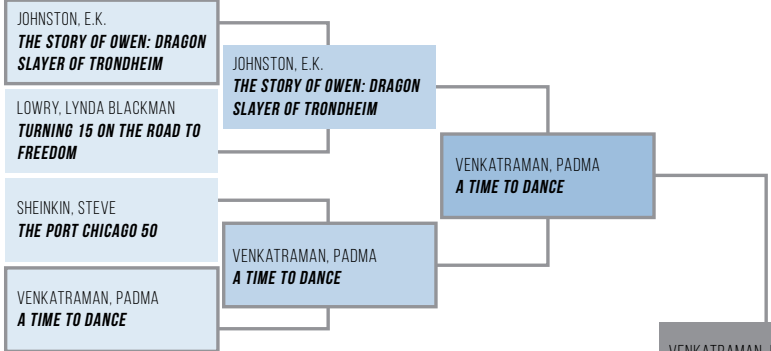 JOHNSTON, E.K.
THE STORY OF OWEN: DRAGON
SLAYER OF TRONDHEIM
LOWRY, LYNDA BLACKMAN
TURNING 15 ON THE ROAD TO
FREEDOM
SHEINKIN, STEVE
THE PORT CHICAGO 50
VENKATRAMAN, PADMA
A TIME TO DANCE
JOHNSTON, E.K.
THE STORY OF OWEN: DRAGON
SLAYER OF TRONDHEIM
VENKATRAMAN, PADMA
A TIME TO DANCE
VENKATRAMAN, PADMA
A TIME TO DANCE
VENKATRAMAN,